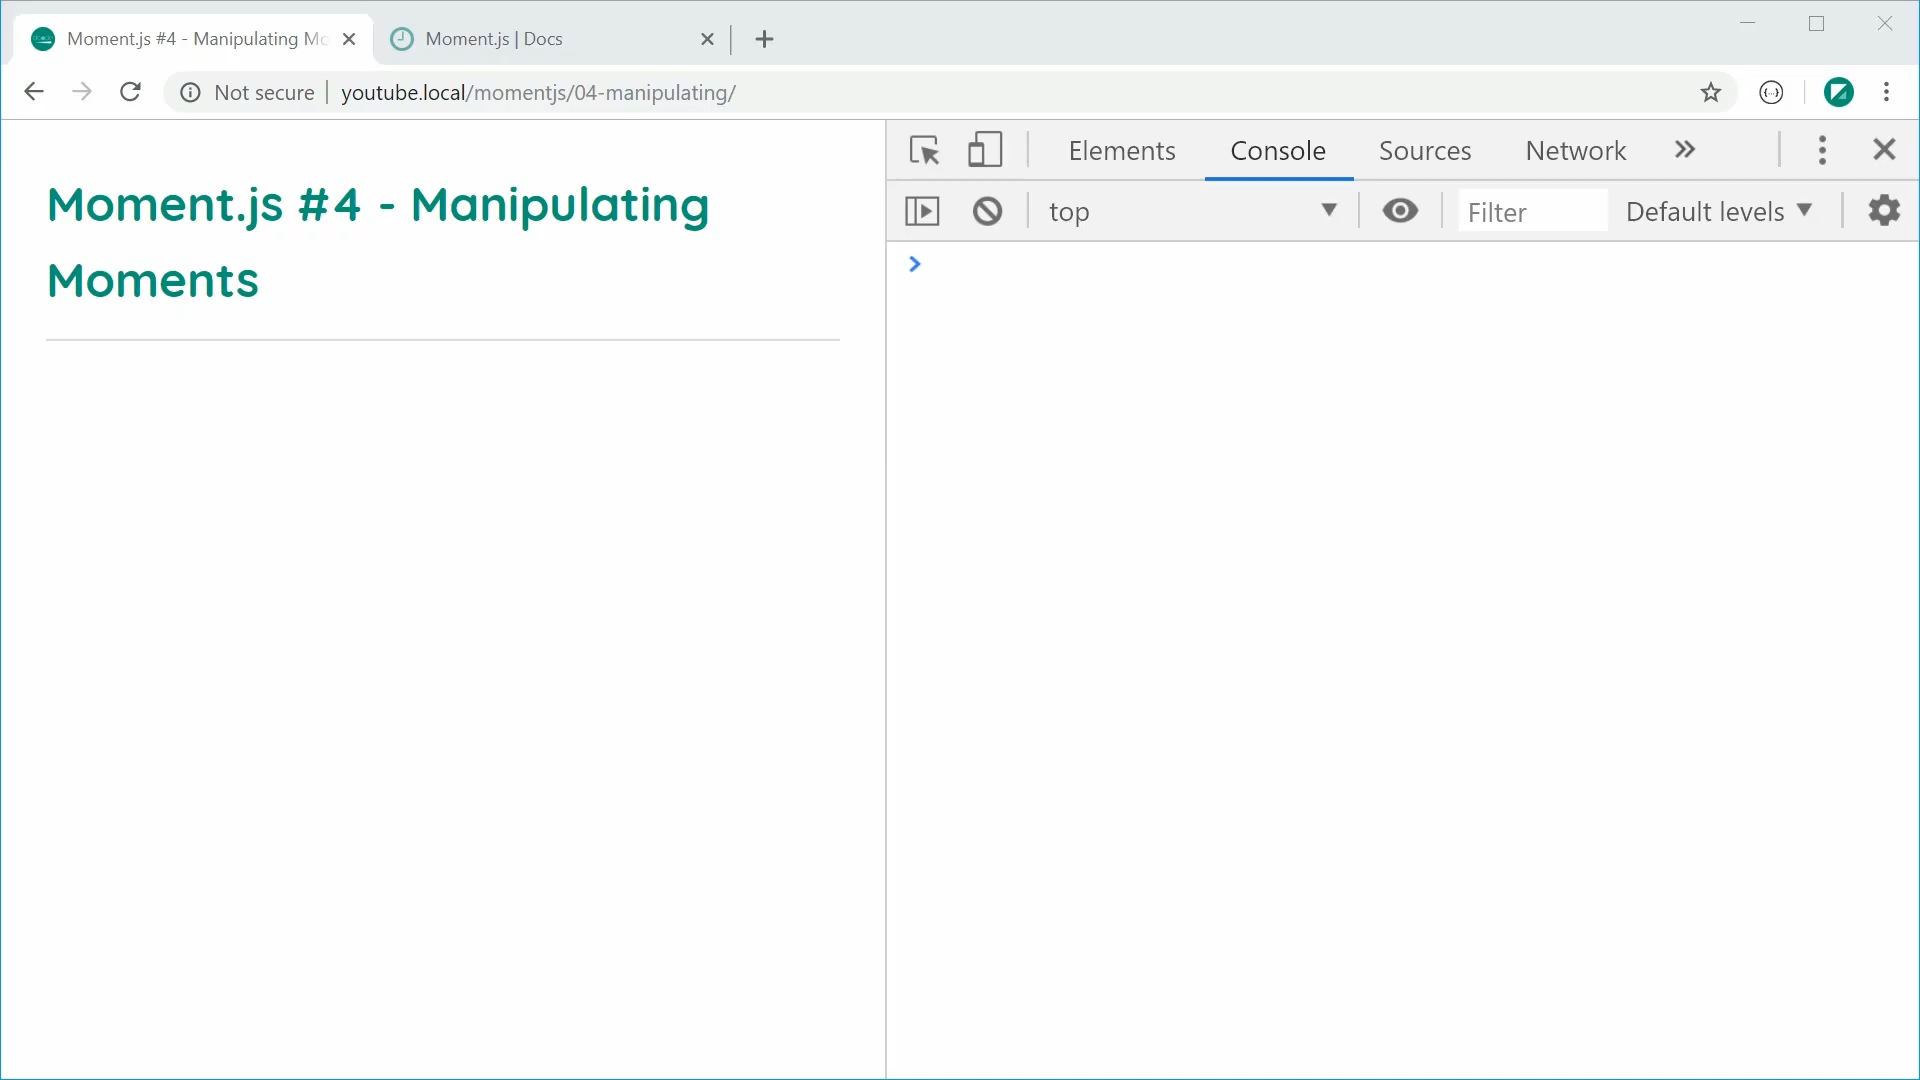 Moment.js #4 - Manipulating Mo
Moment.js | Docs
Not secure
youtube.local/momentjs/04-manipulating/
Moment.js #4 - Manipulating
Moments
Elements
Console
Sources
Network
top
Filter
Default levels